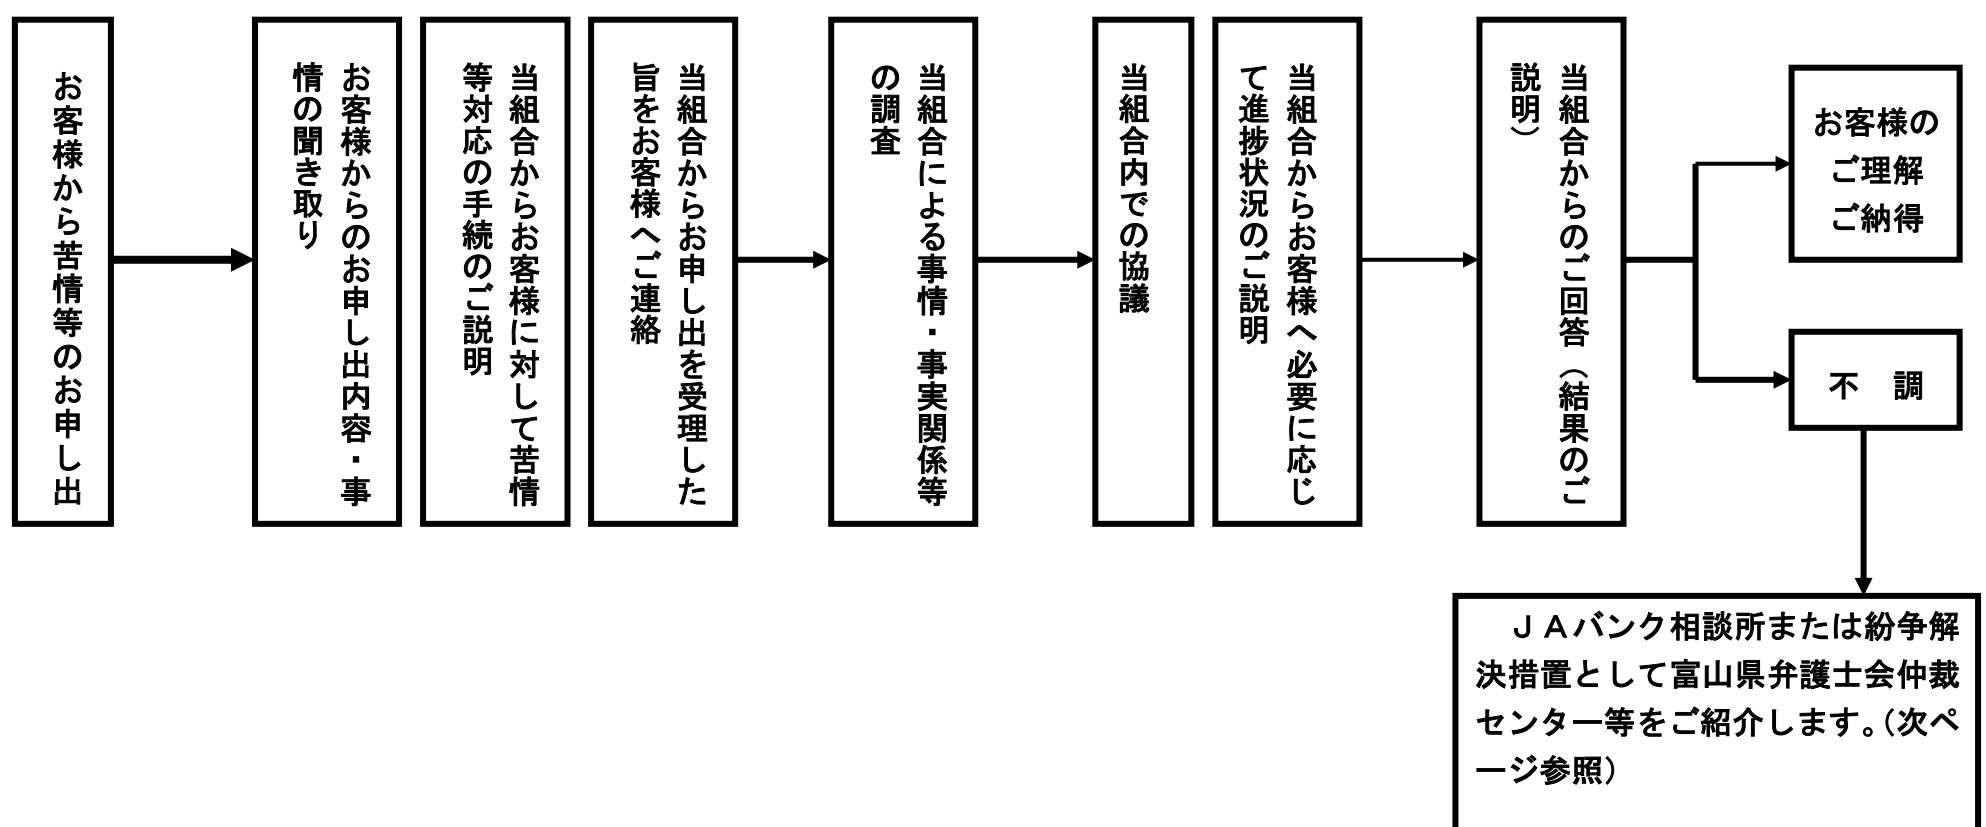 お客様から苦情等のお申し出
お客様からのお申し出内容・事
情の聞き取り
当組合からお客様に対して苦情
等対応の手続のご説明
当組合からお申し出を受理した
旨をお客様へご連絡
当組合による事情・事実関係等
の調査
当組合内での協議
当組合からお客様へ必要に応じ
て進捗状況のご説明
当組合からのご回答（結果のご
説明）
お客様の
ご理解
ご納得
不　調
ＪＡバンク相談所または紛争解
決措置として富山県弁護士会仲裁
センター等をご紹介します。（次ペ
ージ参照）